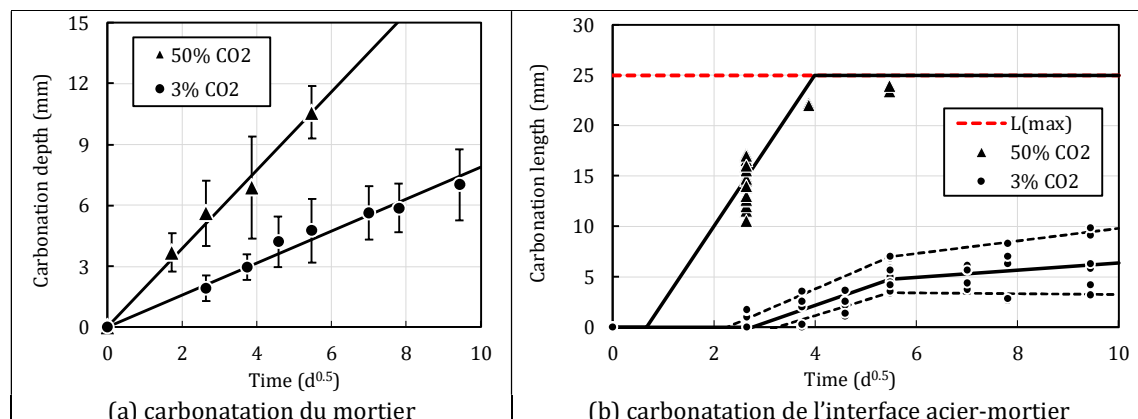 15
12
9
6
3
0
Carbonation depth (mm)
50% CO2
3% CO2
0 2 4 6 8 10
Time (d0.5)
(a) carbonatation du mortier
30
25
20
15
10
5
0
Carbonation length (mm)
L(max)
50% CO2
3% CO2
0 2 4 6 8 10
Time (d0.5)
(b) carbonatation de l’interface acier-mortier